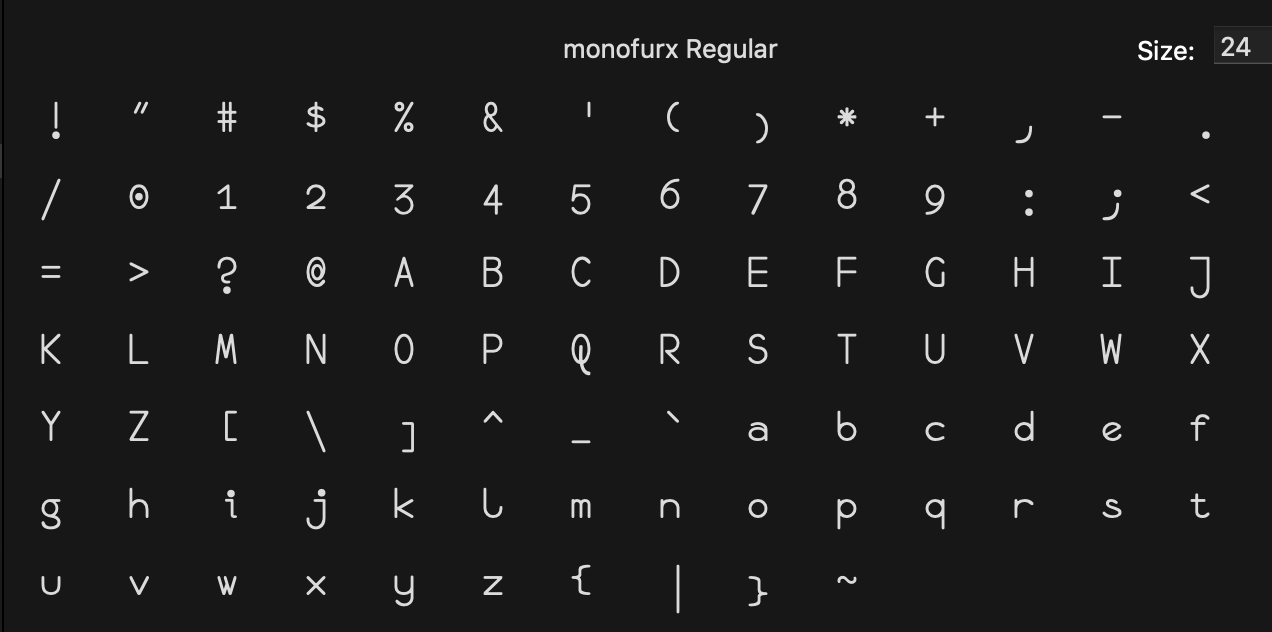 monofurx Regular
Size: 24
! " # $ % & ' ( ) * + , - .
/ 0 1 2 3 4 5 6 7 8 9 : ; <
= > ? @ A B C D E F G H I J
K L M N O P Q R S T U V W X
Y Z [ \ ] ^ _ ` a b c d e f
g h i j k l m n o p q r s t
u v w x y z { | } ~